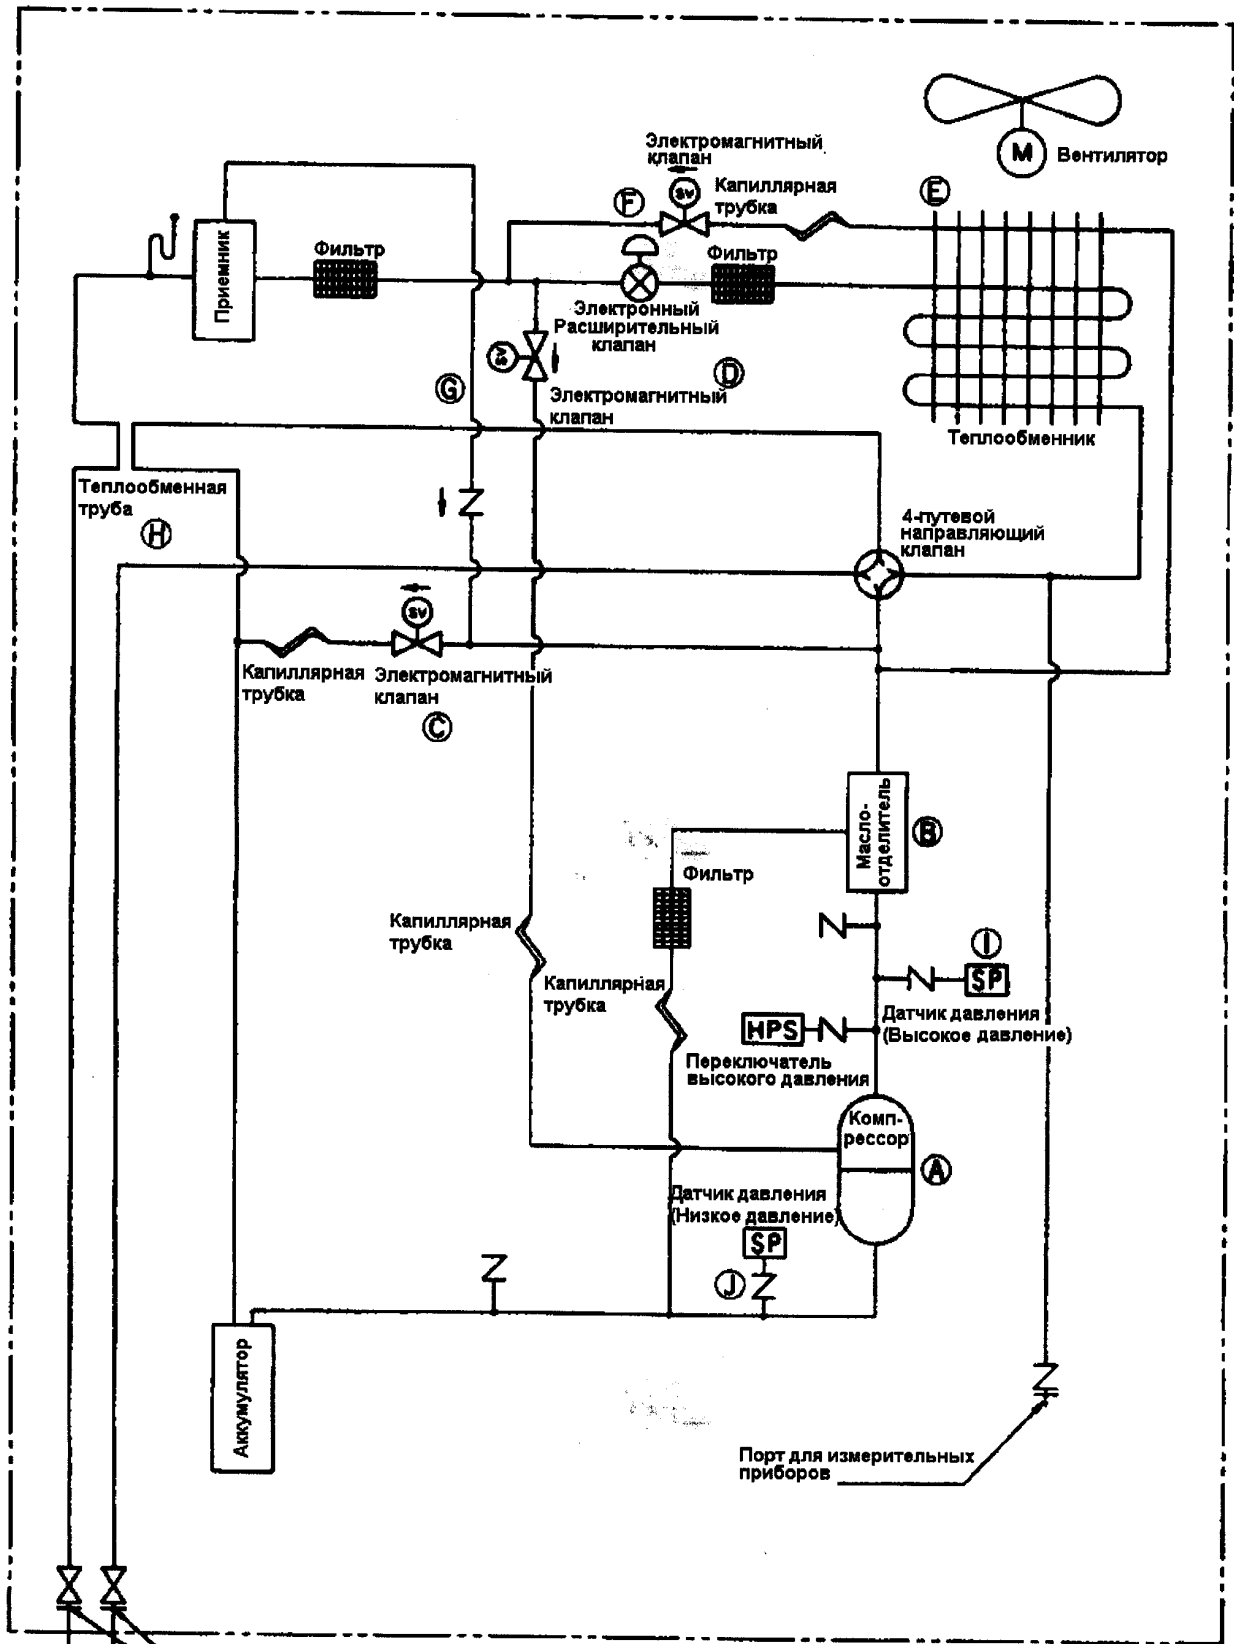 Электромагнитный
клапан
M
Вентилятор
SV
Капиллярная
трубка
F
E
Приемник
Фильтр
Фильтр
Электронный
Расширительный
клапан
SV
D
G
Электромагнитный
клапан
Теплообменник
Теплообменная
труба
H
4-путевой
направляющий
клапан
SV
Капиллярная
трубка
Электромагнитный
клапан
C
Масло-
отделитель
B
Фильтр
Капиллярная
трубка
I
SP
Капиллярная
трубка
Датчик давления
(Высокое давление)
HPS
Переключатель
высокого давления
Комп-
рессор
A
Датчик давления
(Низкое давление)
SP
J
Аккумулятор
Порт для измерительных
приборов